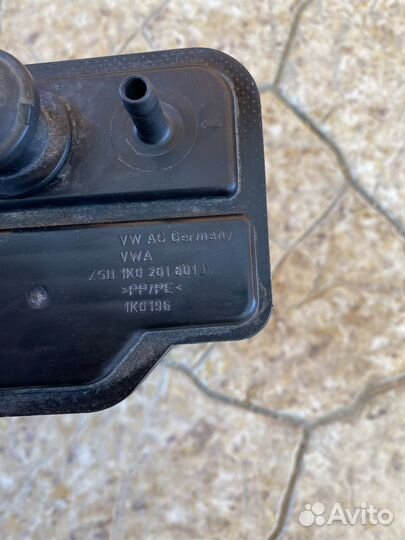 VW AG Germany
VWA
ZSB 1K0 201 801
>PP/PE<
1K0196
Avito